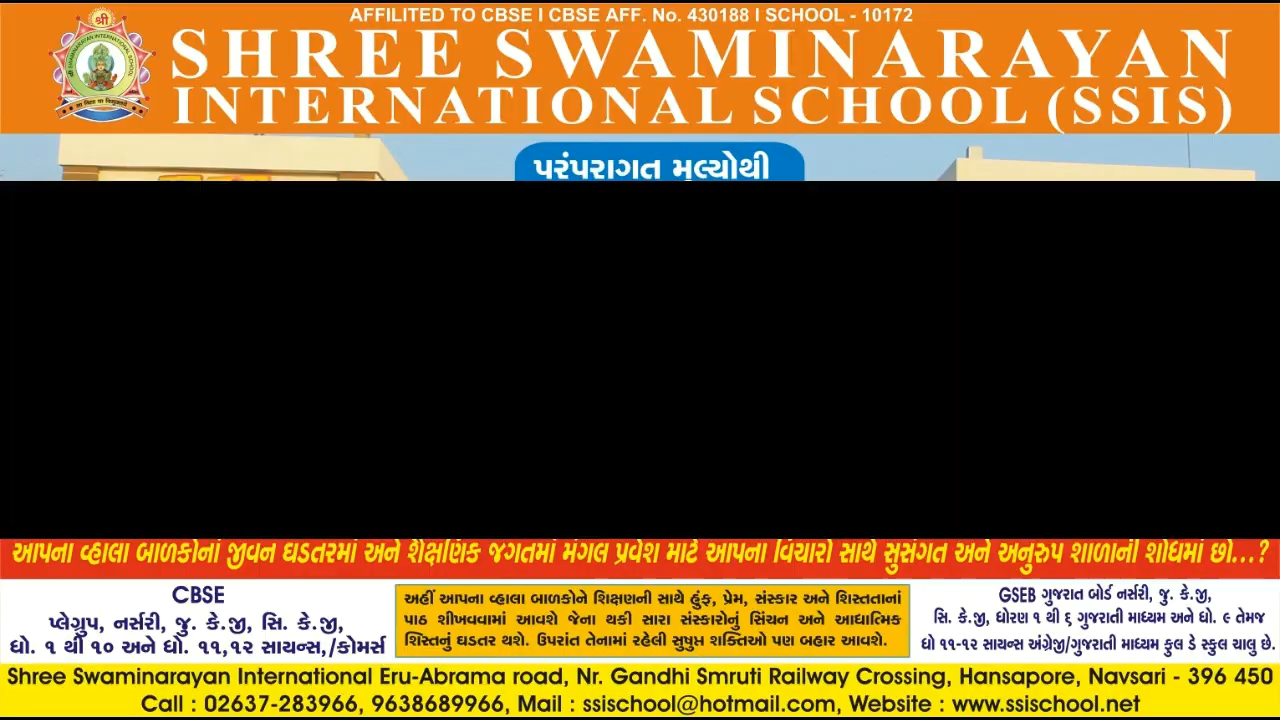 AFFILITED TO CBSE I CBSE AFF. No. 430188 I SCHOOL - 10172
SHREE SWAMINARAYAN
INTERNATIONAL SCHOOL (SSIS)
श्री
પરંપરાગત મૂલ્યોથી
આપના વ્હાલા બાળકોનાં જીવન ઘડતરમાં અને શૈક્ષણિક જગતમાં મંગલ પ્રવેશ માટે આપના વિચારો સાથે સુસંગત અને અનુરુપ શાળાની શોધમાં છો...?
CBSE
પ્લેગ્રુપ, નર્સરી, જુ. કે.જી, સિ. કે.જી,
ધો. ૧ થી ૧૦ અને ધો. ૧૧,૧૨ સાયન્સ,/કોમર્સ
અહીં આપના વ્હાલા બાળકોને શિક્ષણની સાથે હુંફ, પ્રેમ, સંસ્કાર અને શિસ્તતાનાં
પાઠ શીખવવામાં આવશે જેના થકી સારા સંસ્કારોનું સિંચન અને આધાત્મિક
શિસ્તનું ઘડતર થશે. ઉપરાંત તેનામાં રહેલી સુષુપ્ત શક્તિઓ પણ બહાર આવશે.
GSEB ગુજરાત બોર્ડ નર્સરી, જુ. કે.જી,
સિ. કે.જી, ધોરણ ૧ થી ૬ ગુજરાતી માધ્યમ અને ધો. ૯ તેમજ
ધો ૧૧-૧૨ સાયન્સ અંગ્રેજી/ગુજરાતી માધ્યમ ફુલ ડે સ્કુલ ચાલુ છે.
Shree Swaminarayan International Eru-Abrama road, Nr. Gandhi Smruti Railway Crossing, Hansapore, Navsari - 396 450
Call : 02637-283966, 9638689966, Mail : ssischool@hotmail.com, Website : www.ssischool.net